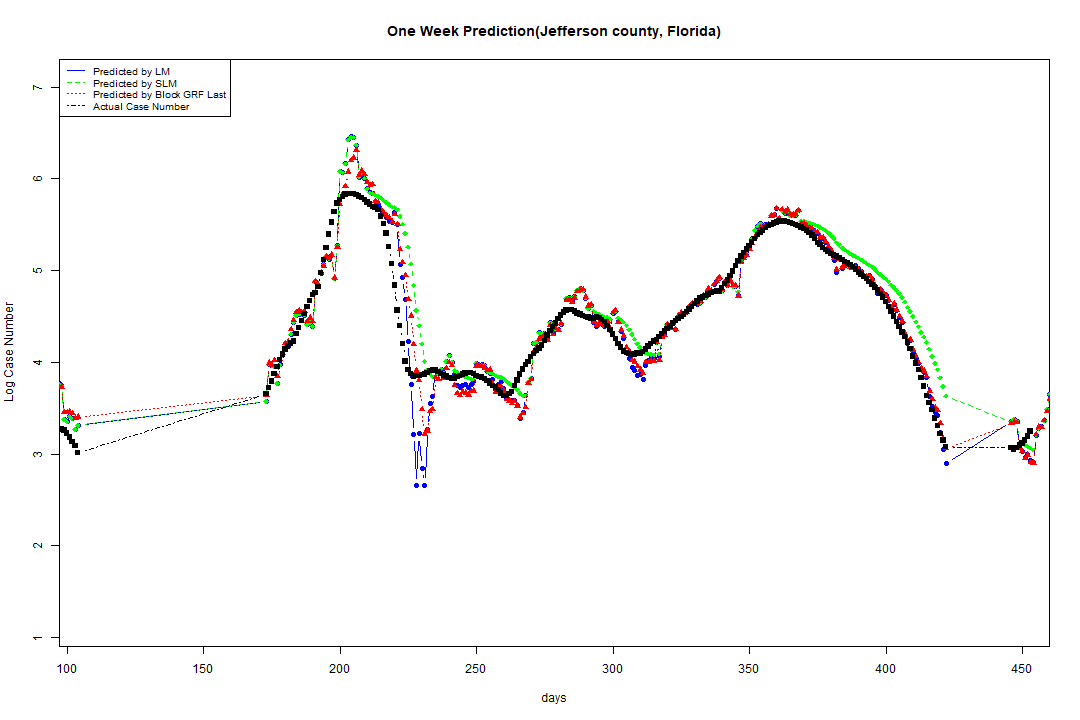 One Week Prediction(Jefferson county, Florida)
Predicted by LM
Predicted by SLM
Predicted by Block GRF Last
Actual Case Number
7
6
5
4
3
2
1
Log Case Number
100 150 200 250 300 350 400 450
days